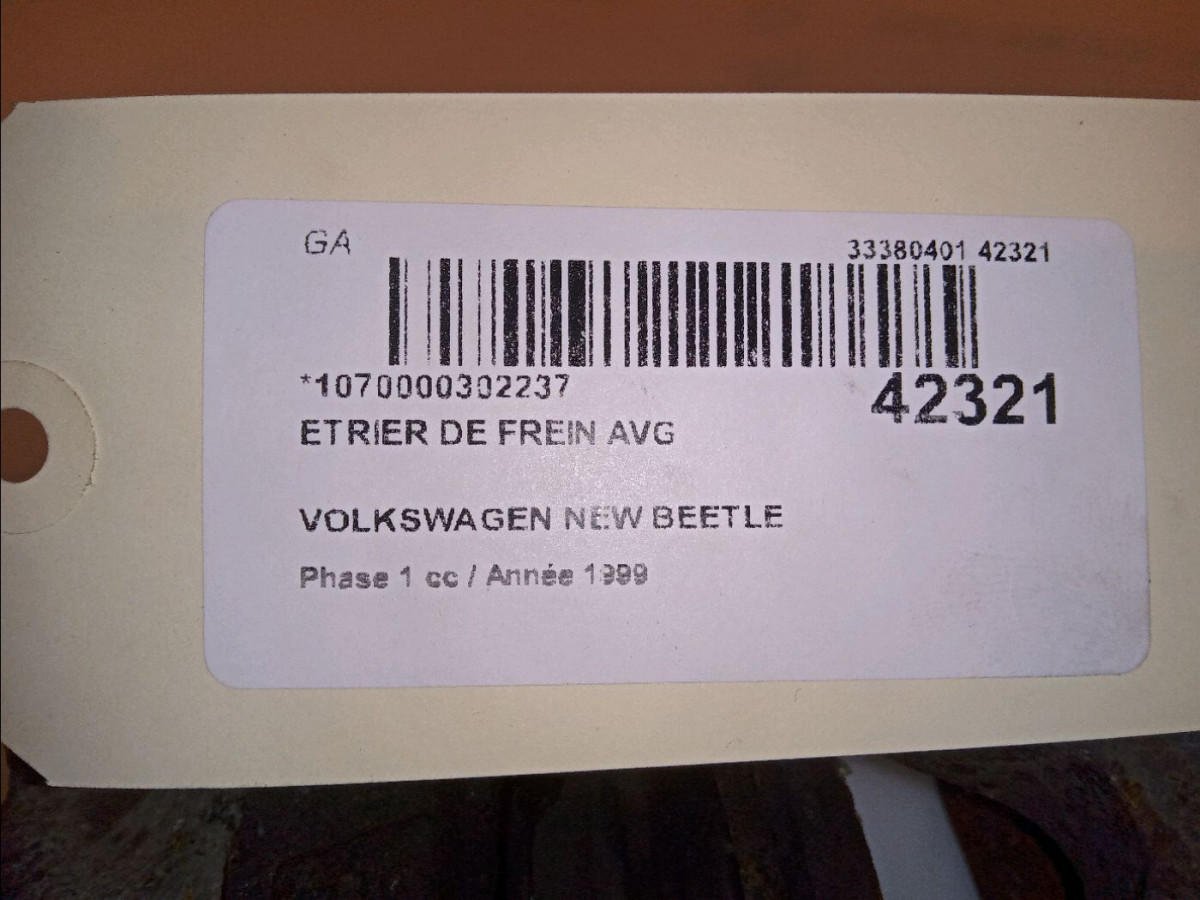 GA
33380401 42321
*1070000302237
42321
ETRIER DE FREIN AVG
VOLKSWAGEN NEW BEETLE
Phase 1 cc / Année 1999